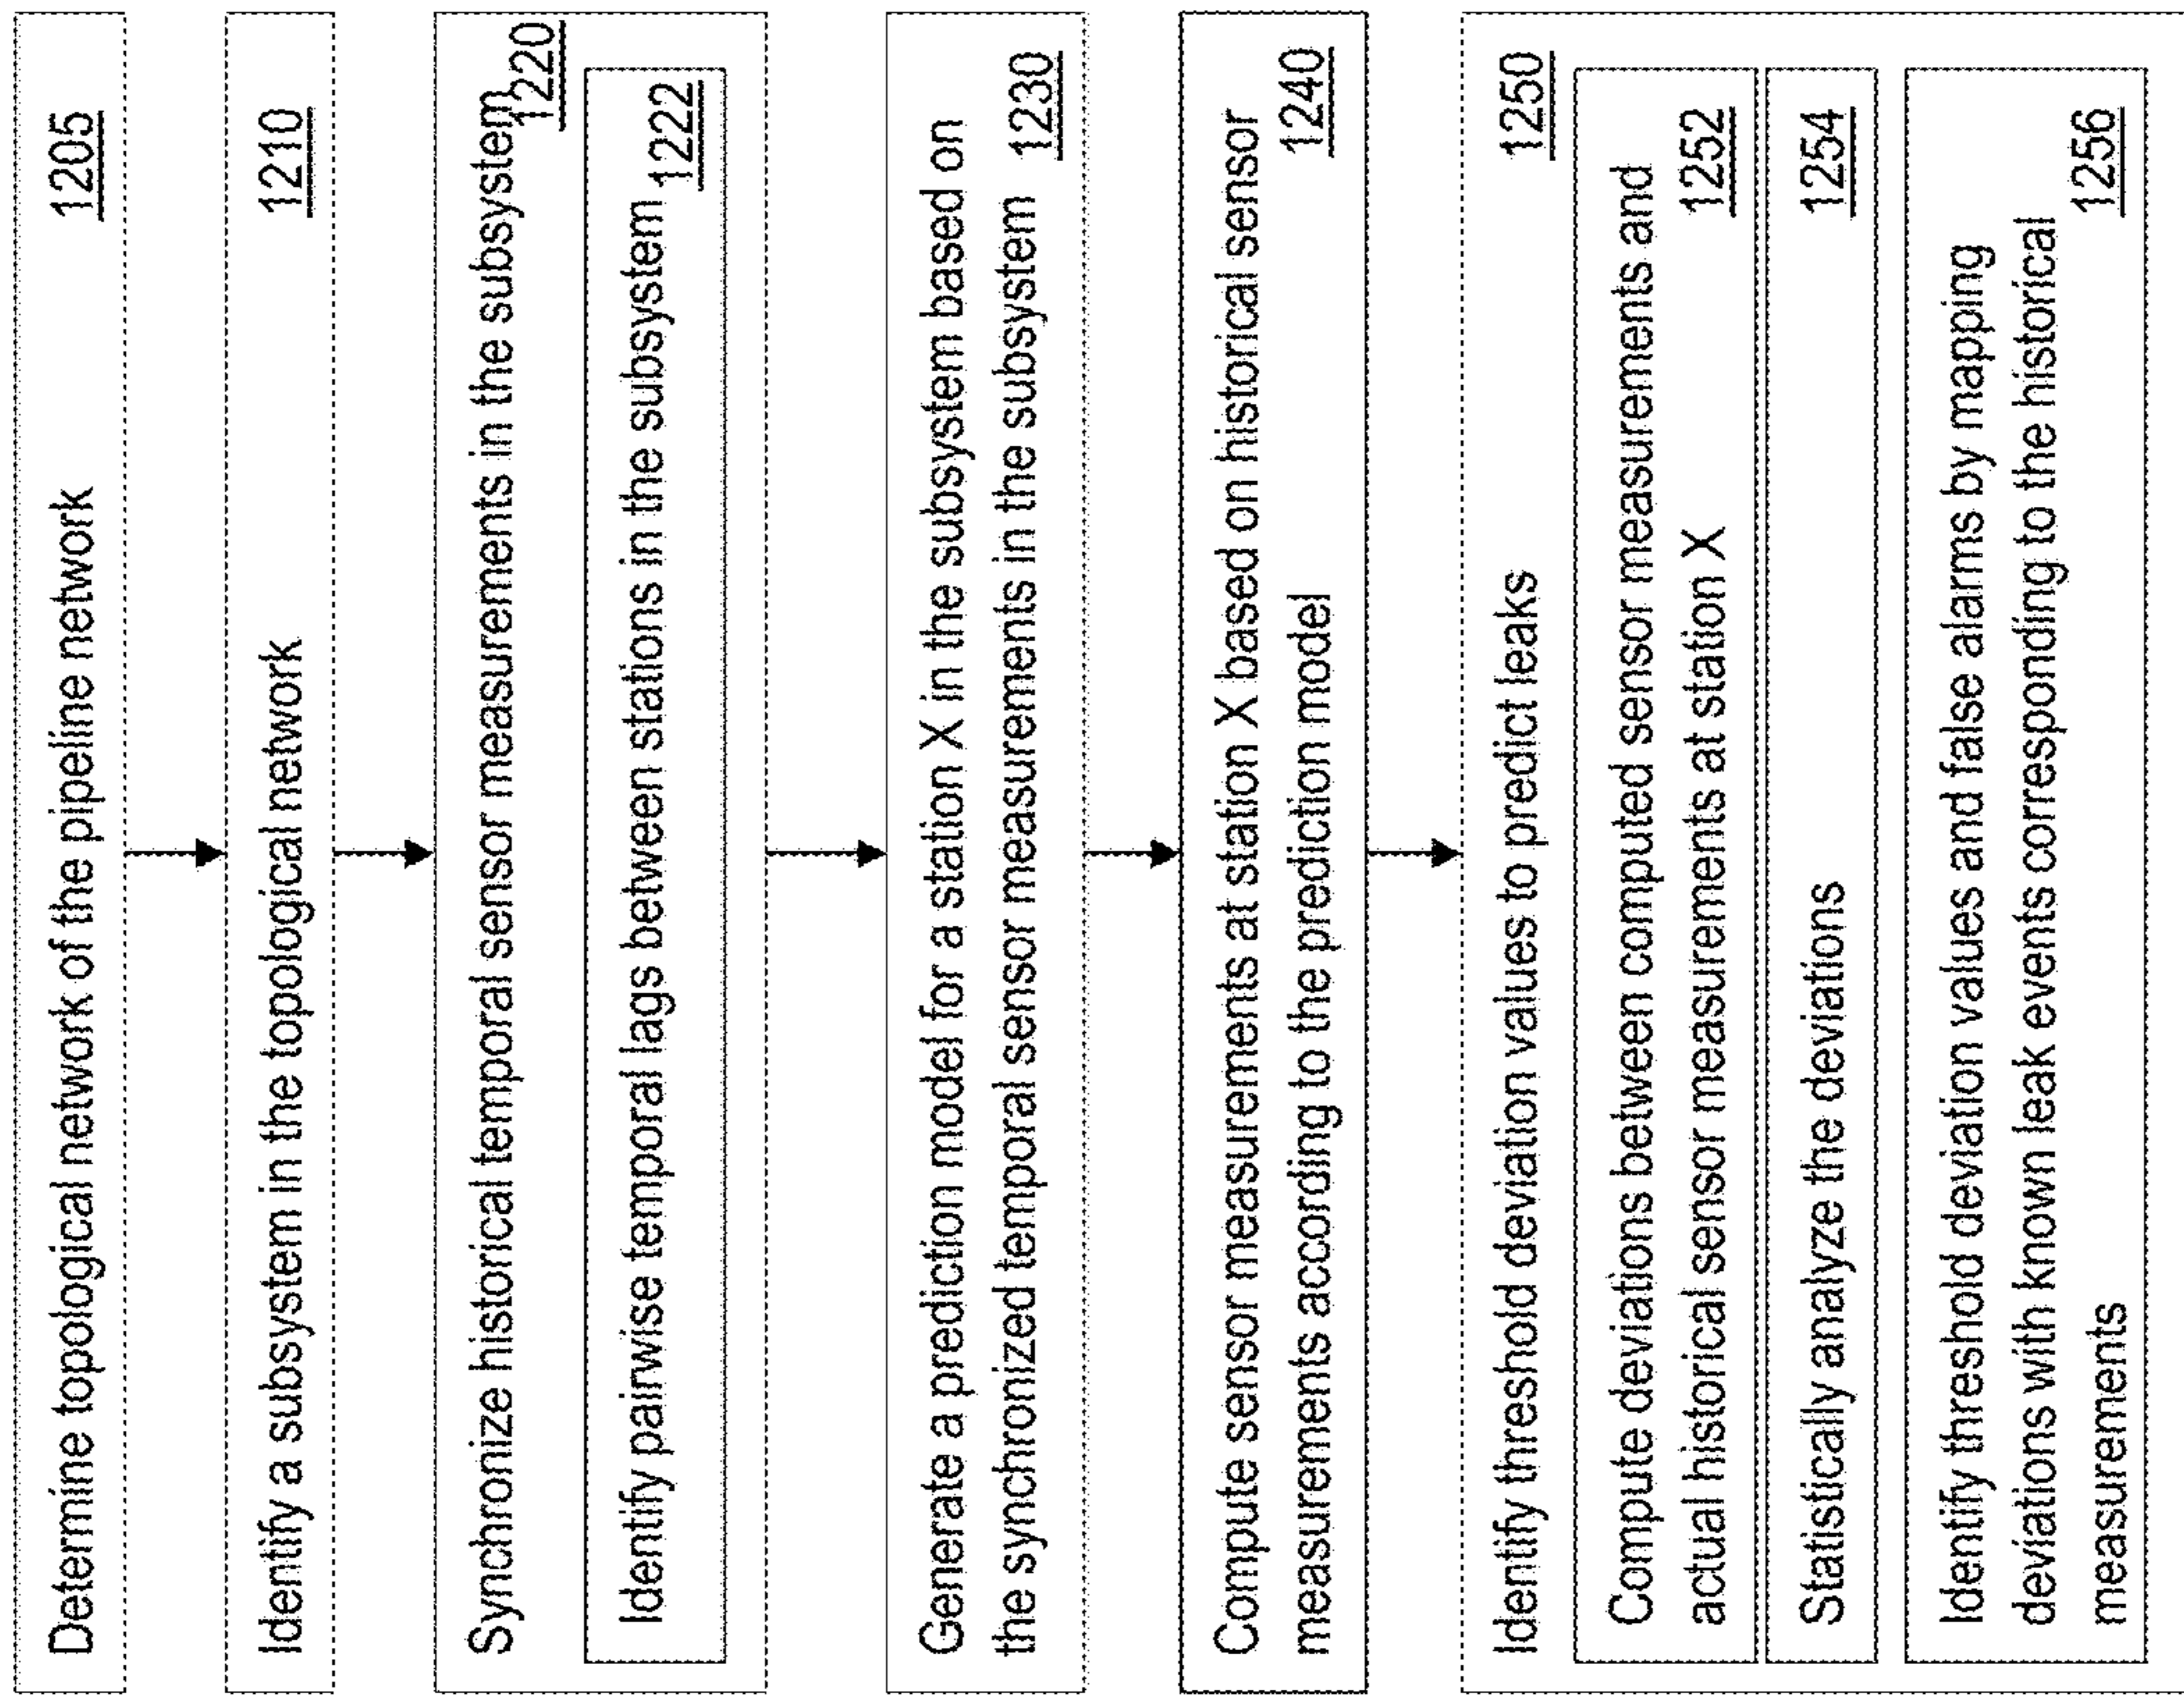 Determine topological network of the pipeline network
1205
Identify a subsystem in the topological network
1210
Synchronize historical temporal sensor measurements in the subsystem
1220
Identify pairwise temporal lags between stations in the subsystem
1222
Generate a prediction model for a station X in the subsystem based on
the synchronized temporal sensor measurements in the subsystem
1230
Compute sensor measurements at station X based on historical sensor
measurements according to the prediction model
1240
Identify threshold deviation values to predict leaks
1250
Compute deviations between computed sensor measurements and
actual historical sensor measurements at station X
1252
Statistically analyze the deviations
1254
Identify threshold deviation values and false alarms by mapping
deviations with known leak events corresponding to the historical
measurements
1256